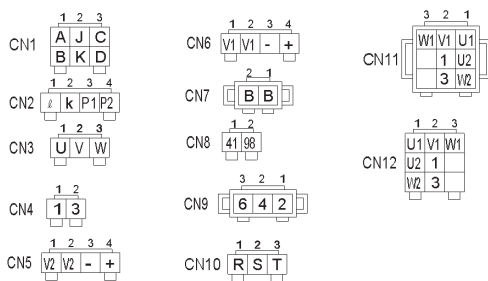 1 2 3
CN1 A J C
B K D
1 2 3 4
CN2 ℓ k P1 P2
1 2 3
CN3 U V W
1 2
CN4 1 3
1 2 3 4
CN5 V2 V2 - +
1 2 3 4
CN6 V1 V1 - +
2 1
CN7 B B
1 2
CN8 41 98
3 2 1
CN9 6 4 2
1 2 3
CN10 R S T
3 2 1
W1 V1 U1
CN11 1 U2
3 W2
1 2 3
U1 V1 W1
CN12 U2 1
W2 3